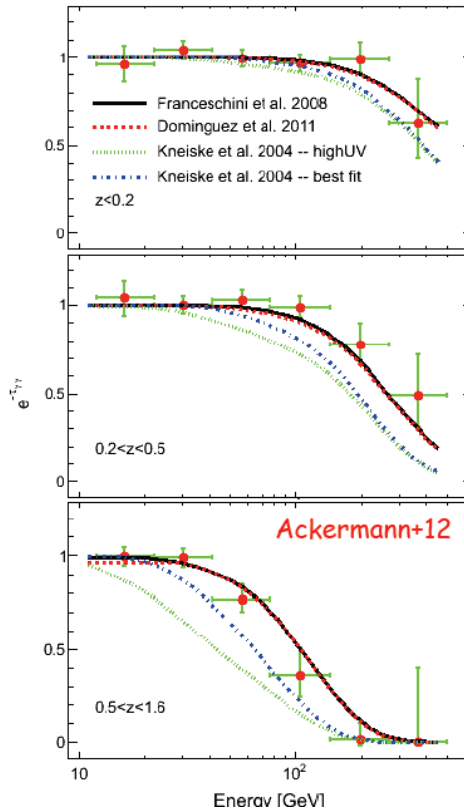 1
0.5
0
Franceschini et al. 2008
Dominguez et al. 2011
Kneiske et al. 2004 -- highUV
Kneiske et al. 2004 -- best fit
z<0.2
1
0.5
0
e^{-τ_{γγ}}
0.2<z<0.5
Ackermann+12
1
0.5
0
0.5<z<1.6
10
10²
Energy [GeV]